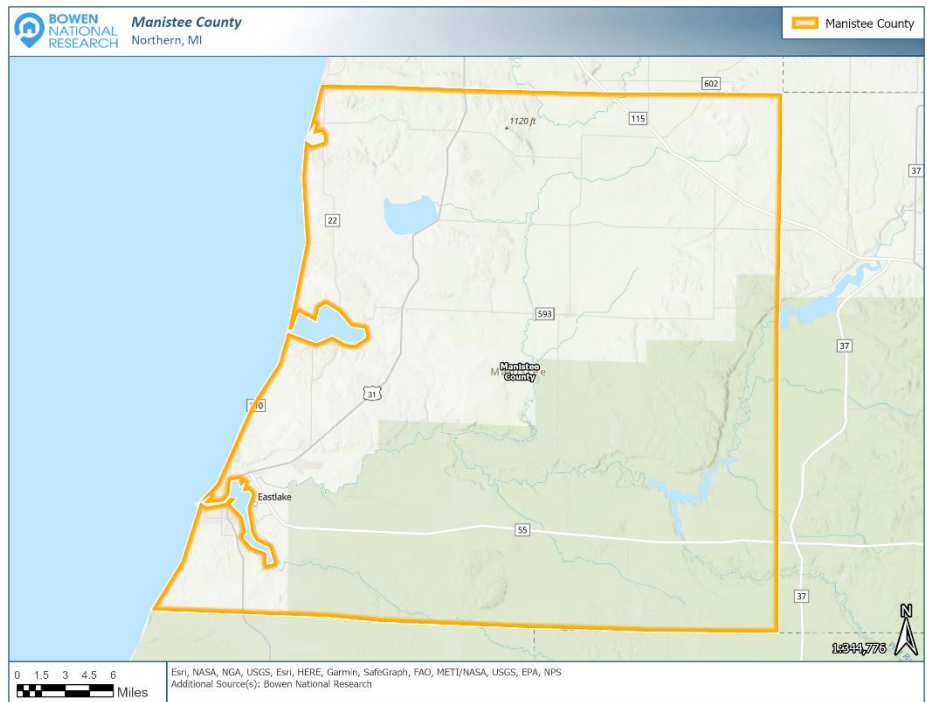 BOWEN
NATIONAL
RESEARCH
Manistee County
Northern, MI
Manistee County
602
115
1120 ft
37
22
593
37
Manistee
County
31
110
Eastlake
55
37
N
1:344,776
0 1.5 3 4.5 6
Miles
Esri, NASA, NGA, USGS, Esri, HERE, Garmin, SafeGraph, FAO, METI/NASA, USGS, EPA, NPS
Additional Source(s): Bowen National Research